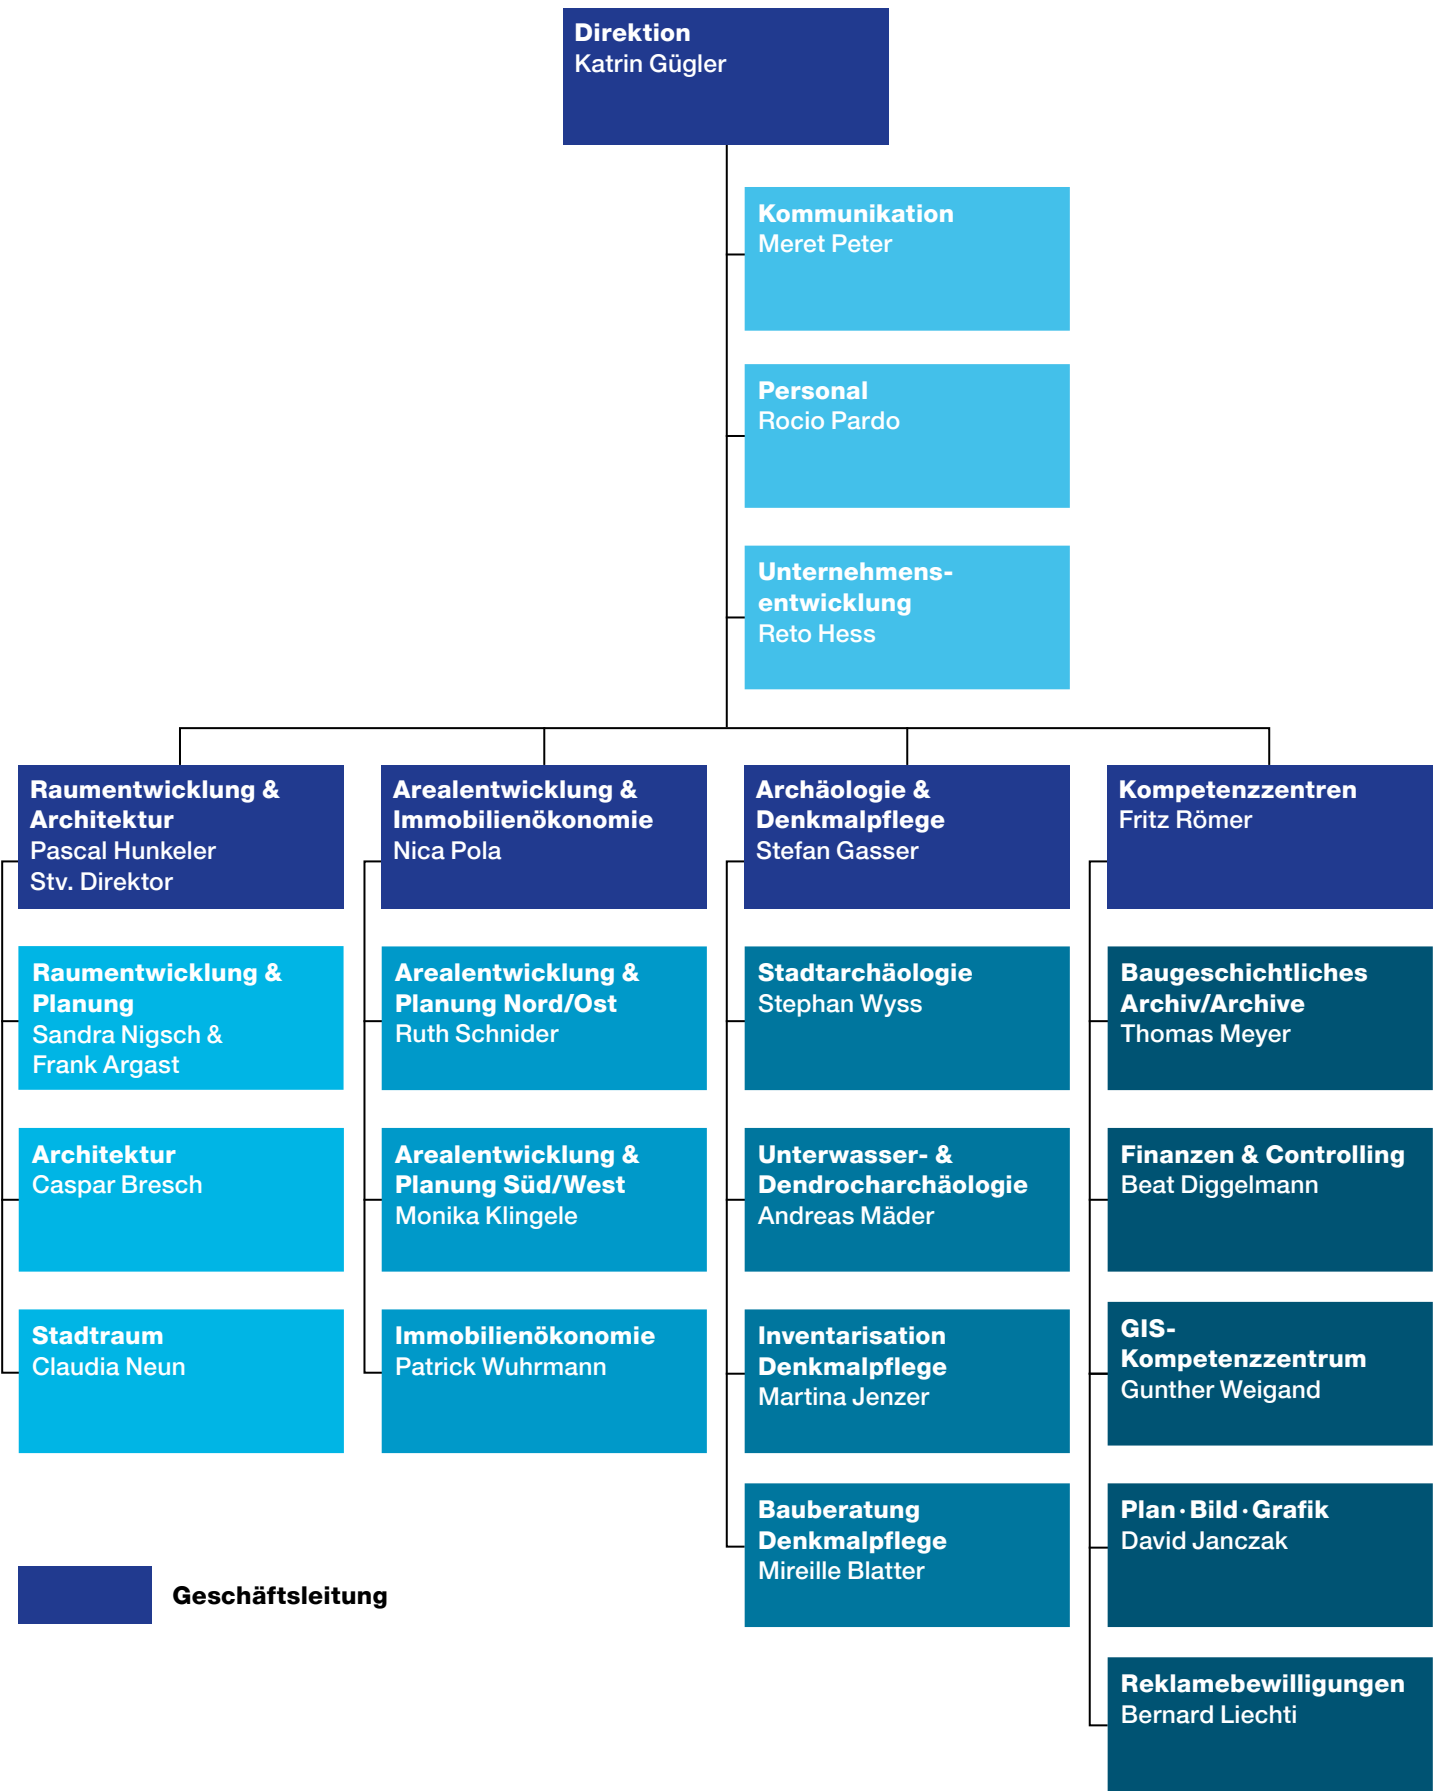 Direktion
Katrin Gügler
Kommunikation
Meret Peter
Personal
Rocio Pardo
Unternehmens-
entwicklung
Reto Hess
Raumentwicklung &
Architektur
Pascal Hunkeler
Stv. Direktor
Raumentwicklung &
Planung
Sandra Nigsch &
Frank Argast
Architektur
Caspar Bresch
Stadtraum
Claudia Neun
Arealentwicklung &
Immobilienökonomie
Nica Pola
Arealentwicklung &
Planung Nord/Ost
Ruth Schnider
Arealentwicklung &
Planung Süd/West
Monika Klingele
Immobilienökonomie
Patrick Wuhrmann
Archäologie &
Denkmalpflege
Stefan Gasser
Stadtarchäologie
Stephan Wyss
Unterwasser- &
Dendrocharchäologie
Andreas Mäder
Inventarisation
Denkmalpflege
Martina Jenzer
Bauberatung
Denkmalpflege
Mireille Blatter
Kompetenzzentren
Fritz Römer
Baugeschichtliches
Archiv/Archive
Thomas Meyer
Finanzen & Controlling
Beat Diggelmann
GIS-
Kompetenzzentrum
Gunther Weigand
Plan · Bild · Grafik
David Janczak
Reklamebewilligungen
Bernard Liechti
Geschäftsleitung